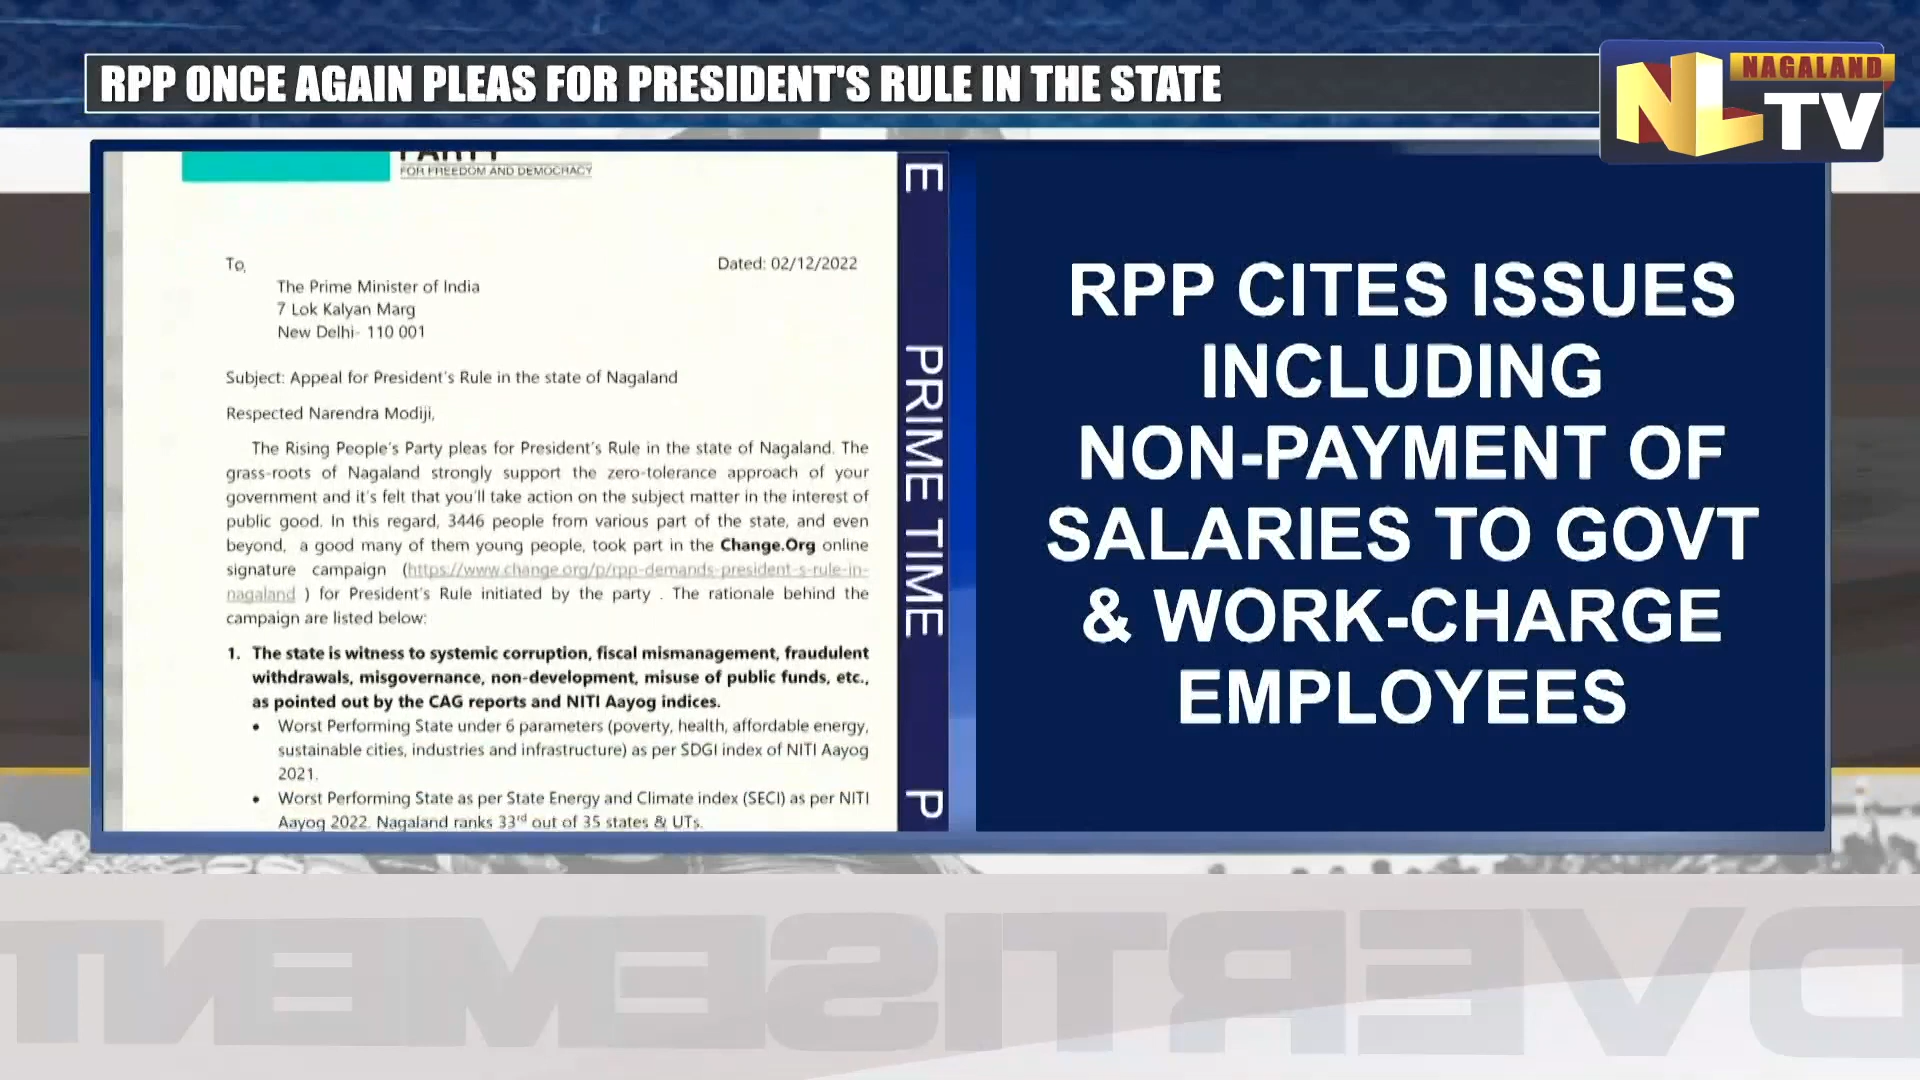 RPP ONCE AGAIN PLEAS FOR PRESIDENT'S RULE IN THE STATE
NAGALAND
NL TV
PARTY
FOR FREEDOM AND DEMOCRACY
To,
Dated: 02/12/2022
The Prime Minister of India
7 Lok Kalyan Marg
New Delhi- 110 001
Subject: Appeal for President's Rule in the state of Nagaland
Respected Narendra Modiji,
The Rising People's Party pleas for President's Rule in the state of Nagaland. The
grass-roots of Nagaland strongly support the zero-tolerance approach of your
government and it's felt that you'll take action on the subject matter in the interest of
public good. In this regard, 3446 people from various part of the state, and even
beyond, a good many of them young people, took part in the Change.Org online
signature campaign (https://www.change.org/p/rpp-demands-president-s-rule-in-
nagaland ) for President's Rule initiated by the party . The rationale behind the
campaign are listed below:
1. The state is witness to systemic corruption, fiscal mismanagement, fraudulent
withdrawals, misgovernance, non-development, misuse of public funds, etc.,
as pointed out by the CAG reports and NITI Aayog indices.
• Worst Performing State under 6 parameters (poverty, health, affordable energy,
sustainable cities, industries and infrastructure) as per SDGI index of NITI Aayog
2021.
• Worst Performing State as per State Energy and Climate index (SECI) as per NITI
Aayog 2022. Nagaland ranks 33rd out of 35 states & UTs.
E PRIME TIME P
RPP CITES ISSUES
INCLUDING
NON-PAYMENT OF
SALARIES TO GOVT
& WORK-CHARGE
EMPLOYEES
DVERTISEMENT